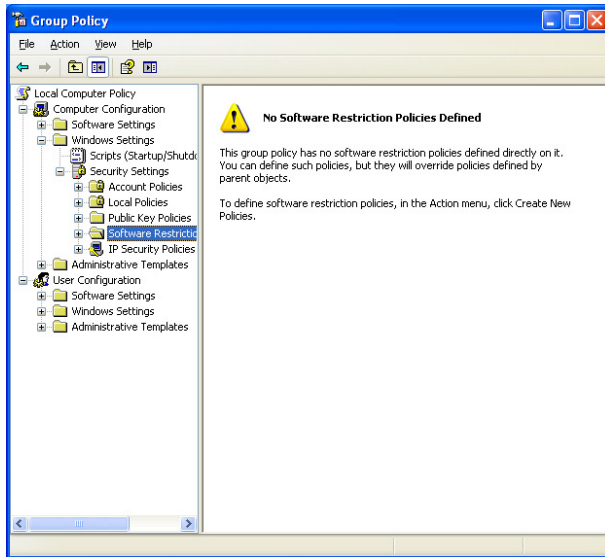 Group Policy
File Action View Help
Local Computer Policy
Computer Configuration
Software Settings
Windows Settings
Scripts (Startup/Shutdo
Security Settings
Account Policies
Local Policies
Public Key Policies
Software Restrictio
IP Security Policies
Administrative Templates
User Configuration
Software Settings
Windows Settings
Administrative Templates
No Software Restriction Policies Defined
This group policy has no software restriction policies defined directly on it.
You can define such policies, but they will override policies defined by
parent objects.
To define software restriction policies, in the Action menu, click Create New
Policies.